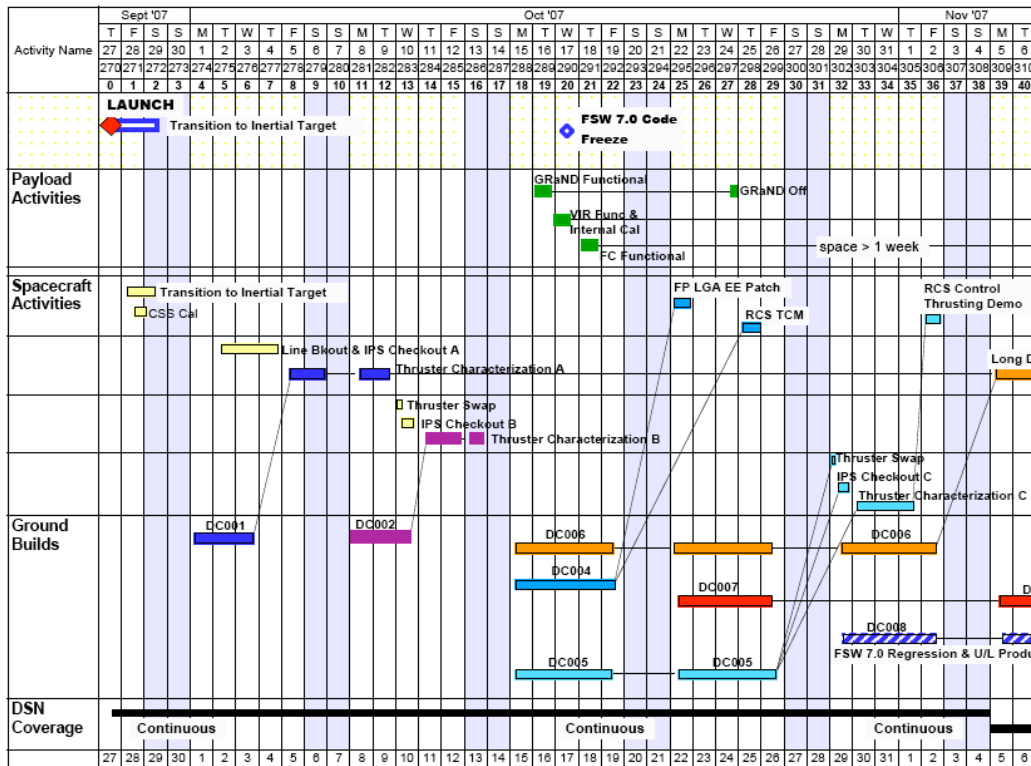 Sept '07 Oct '07 Nov '07
Activity Name
T F S S M T W T F S S M T W T F S S M T W T F S S M T W T F S S M T W T F S S M T
27 28 29 30 1 2 3 4 5 6 7 8 9 10 11 12 13 14 15 16 17 18 19 20 21 22 23 24 25 26 27 28 29 30 31 1 2 3 4 5 6
270 271 272 273 274 275 276 277 278 279 280 281 282 283 284 285 286 287 288 289 290 291 292 293 294 295 296 297 298 299 300 301 302 303 304 305 306 307 308 309 310
0 1 2 3 4 5 6 7 8 9 10 11 12 13 14 15 16 17 18 19 20 21 22 23 24 25 26 27 28 29 30 31 32 33 34 35 36 37 38 39 40
LAUNCH
Transition to Inertial Target
FSW 7.0 Code
Freeze
Payload
Activities
GRaND Functional
GRaND Off
VIR Func &
Internal Cal
FC Functional
space > 1 week
Spacecraft
Activities
Transition to Inertial Target
CSS Cal
FP LGA EE Patch
RCS TCM
RCS Control
Thrusting Demo
Line Bkout & IPS Checkout A
Thruster Characterization A
Long D
Thruster Swap
IPS Checkout B
Thruster Characterization B
Thruster Swap
IPS Checkout C
Thruster Characterization C
Ground
Builds
DC001
DC002
DC006
DC006
DC004
DC007
D
DC008
FSW 7.0 Regression & U/L Produ
DC005
DC005
DSN
Coverage
Continuous
Continuous
Continuous
27 28 29 30 1 2 3 4 5 6 7 8 9 10 11 12 13 14 15 16 17 18 19 20 21 22 23 24 25 26 27 28 29 30 31 1 2 3 4 5 6